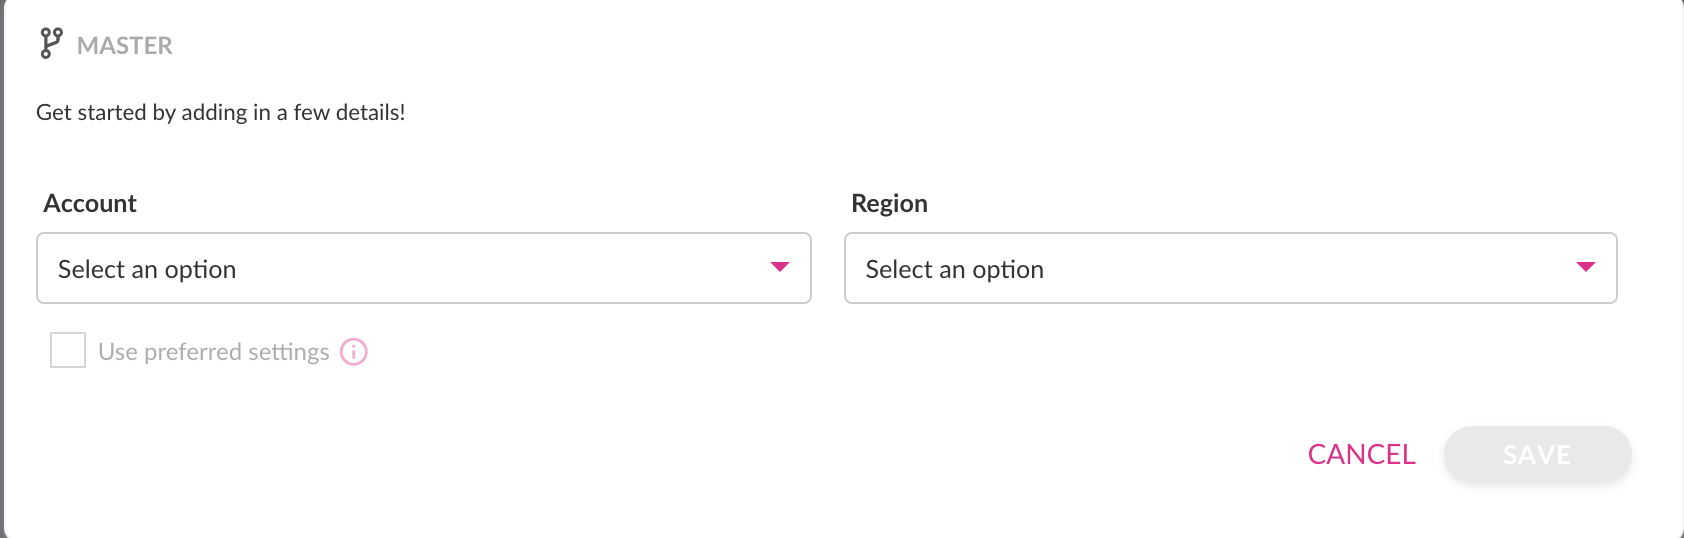 MASTER
Get started by adding in a few details!
Account
Region
Select an option
Select an option
Use preferred settings
CANCEL
SAVE